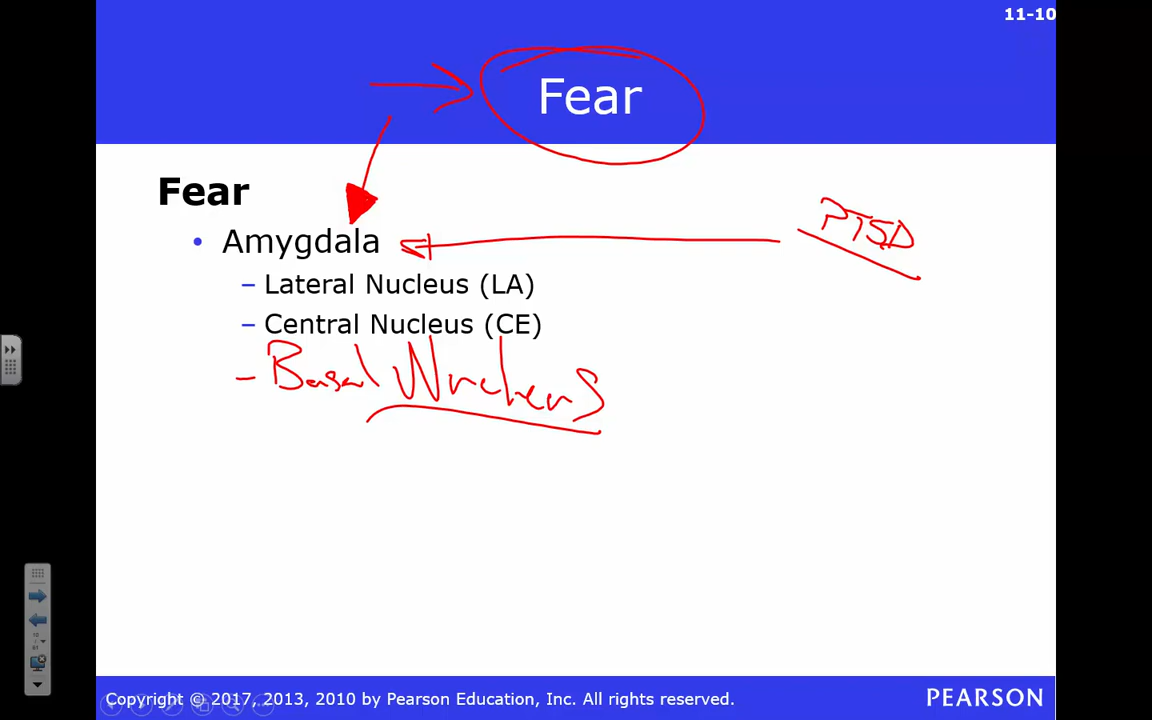 11-10
Fear
Fear
PTSD
• Amygdala
– Lateral Nucleus (LA)
– Central Nucleus (CE)
– Basal Nucleus
Copyright © 2017, 2013, 2010 by Pearson Education, Inc. All rights reserved.
PEARSON